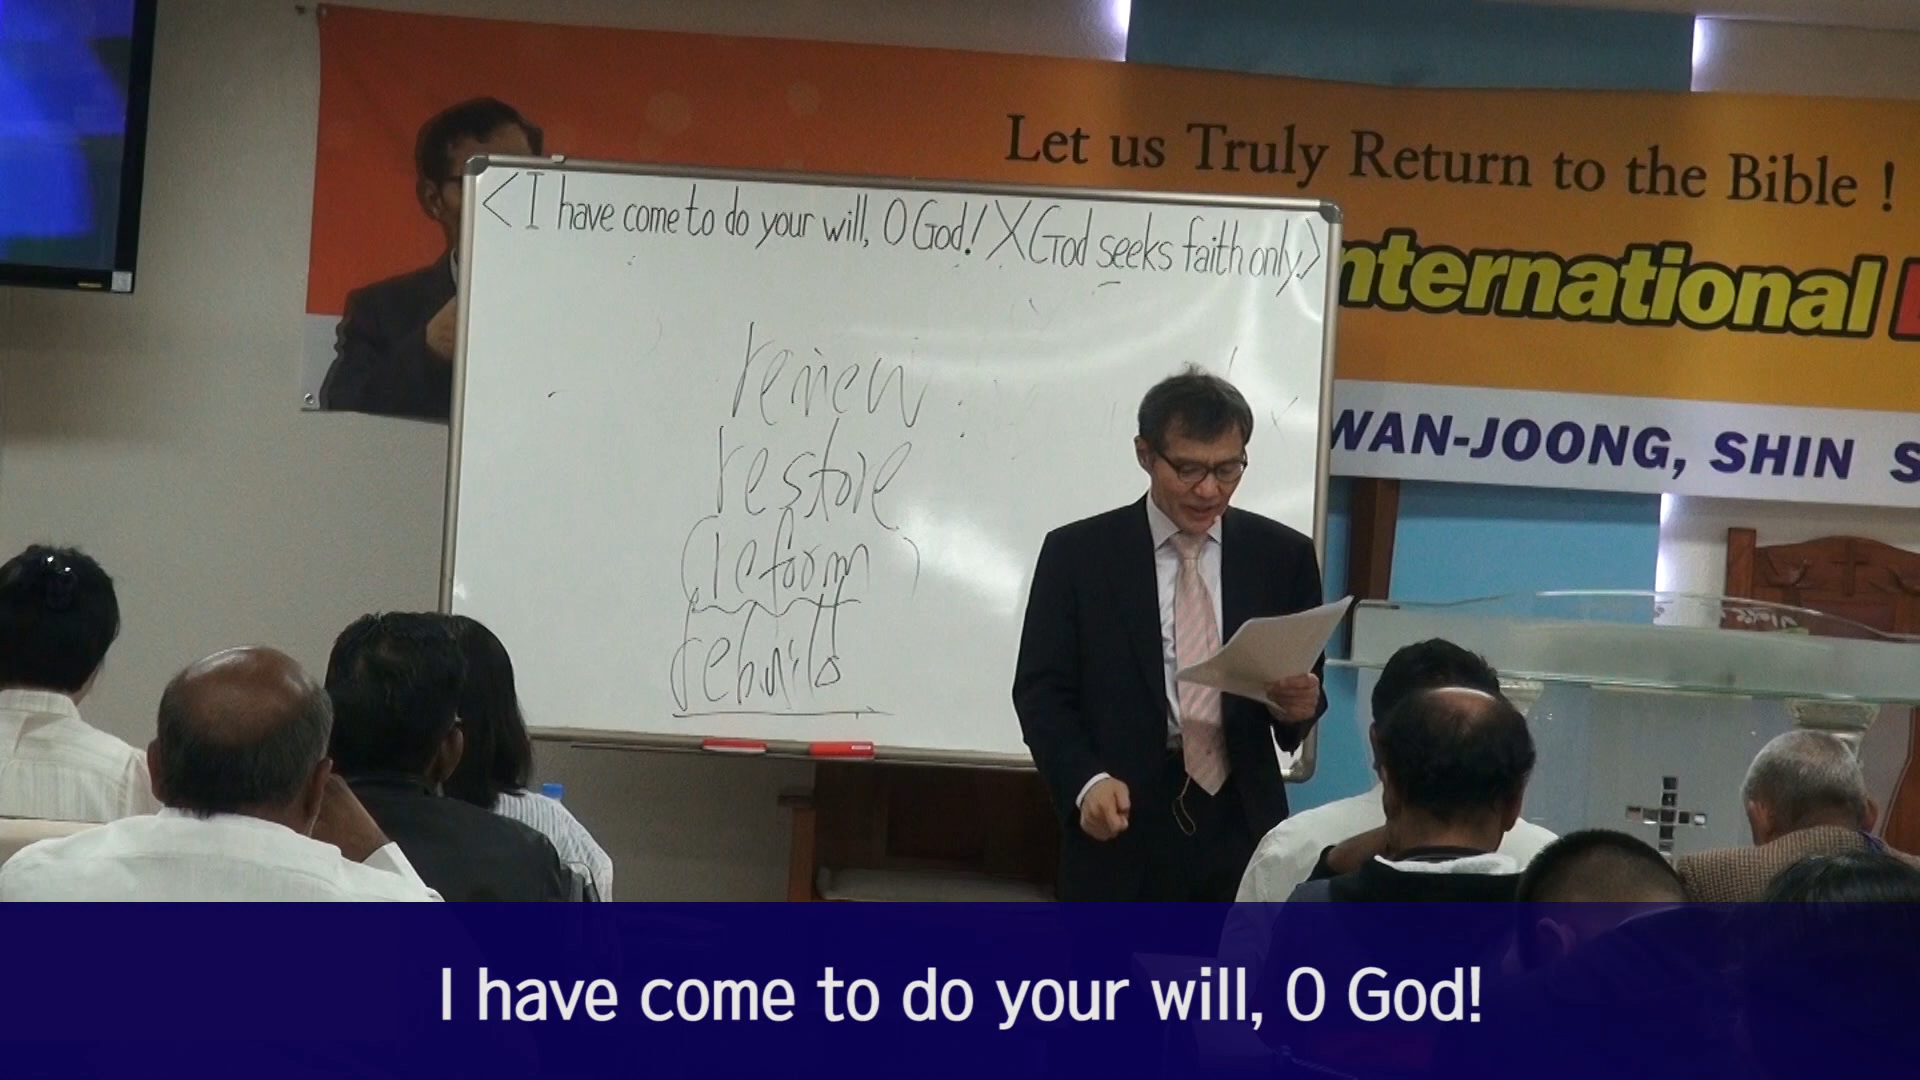 Let us Truly Return to the Bible !
<I have come to do your will, O God!><God seeks faith only.>
nternational
WAN-JOONG, SHIN S
renew
restore
(reform)
rebuild
I have come to do your will, O God!